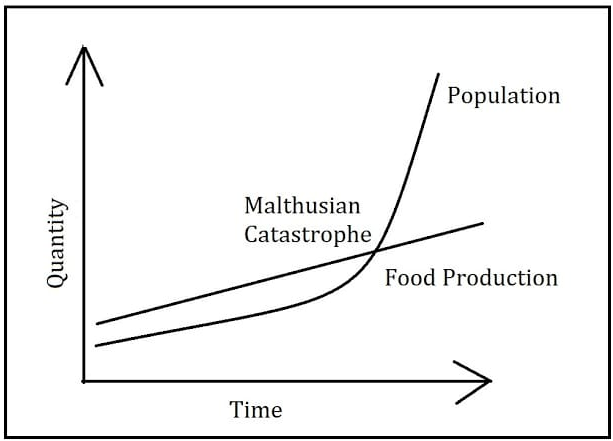 Population
Malthusian
Catastrophe
Food Production
Quantity
Time